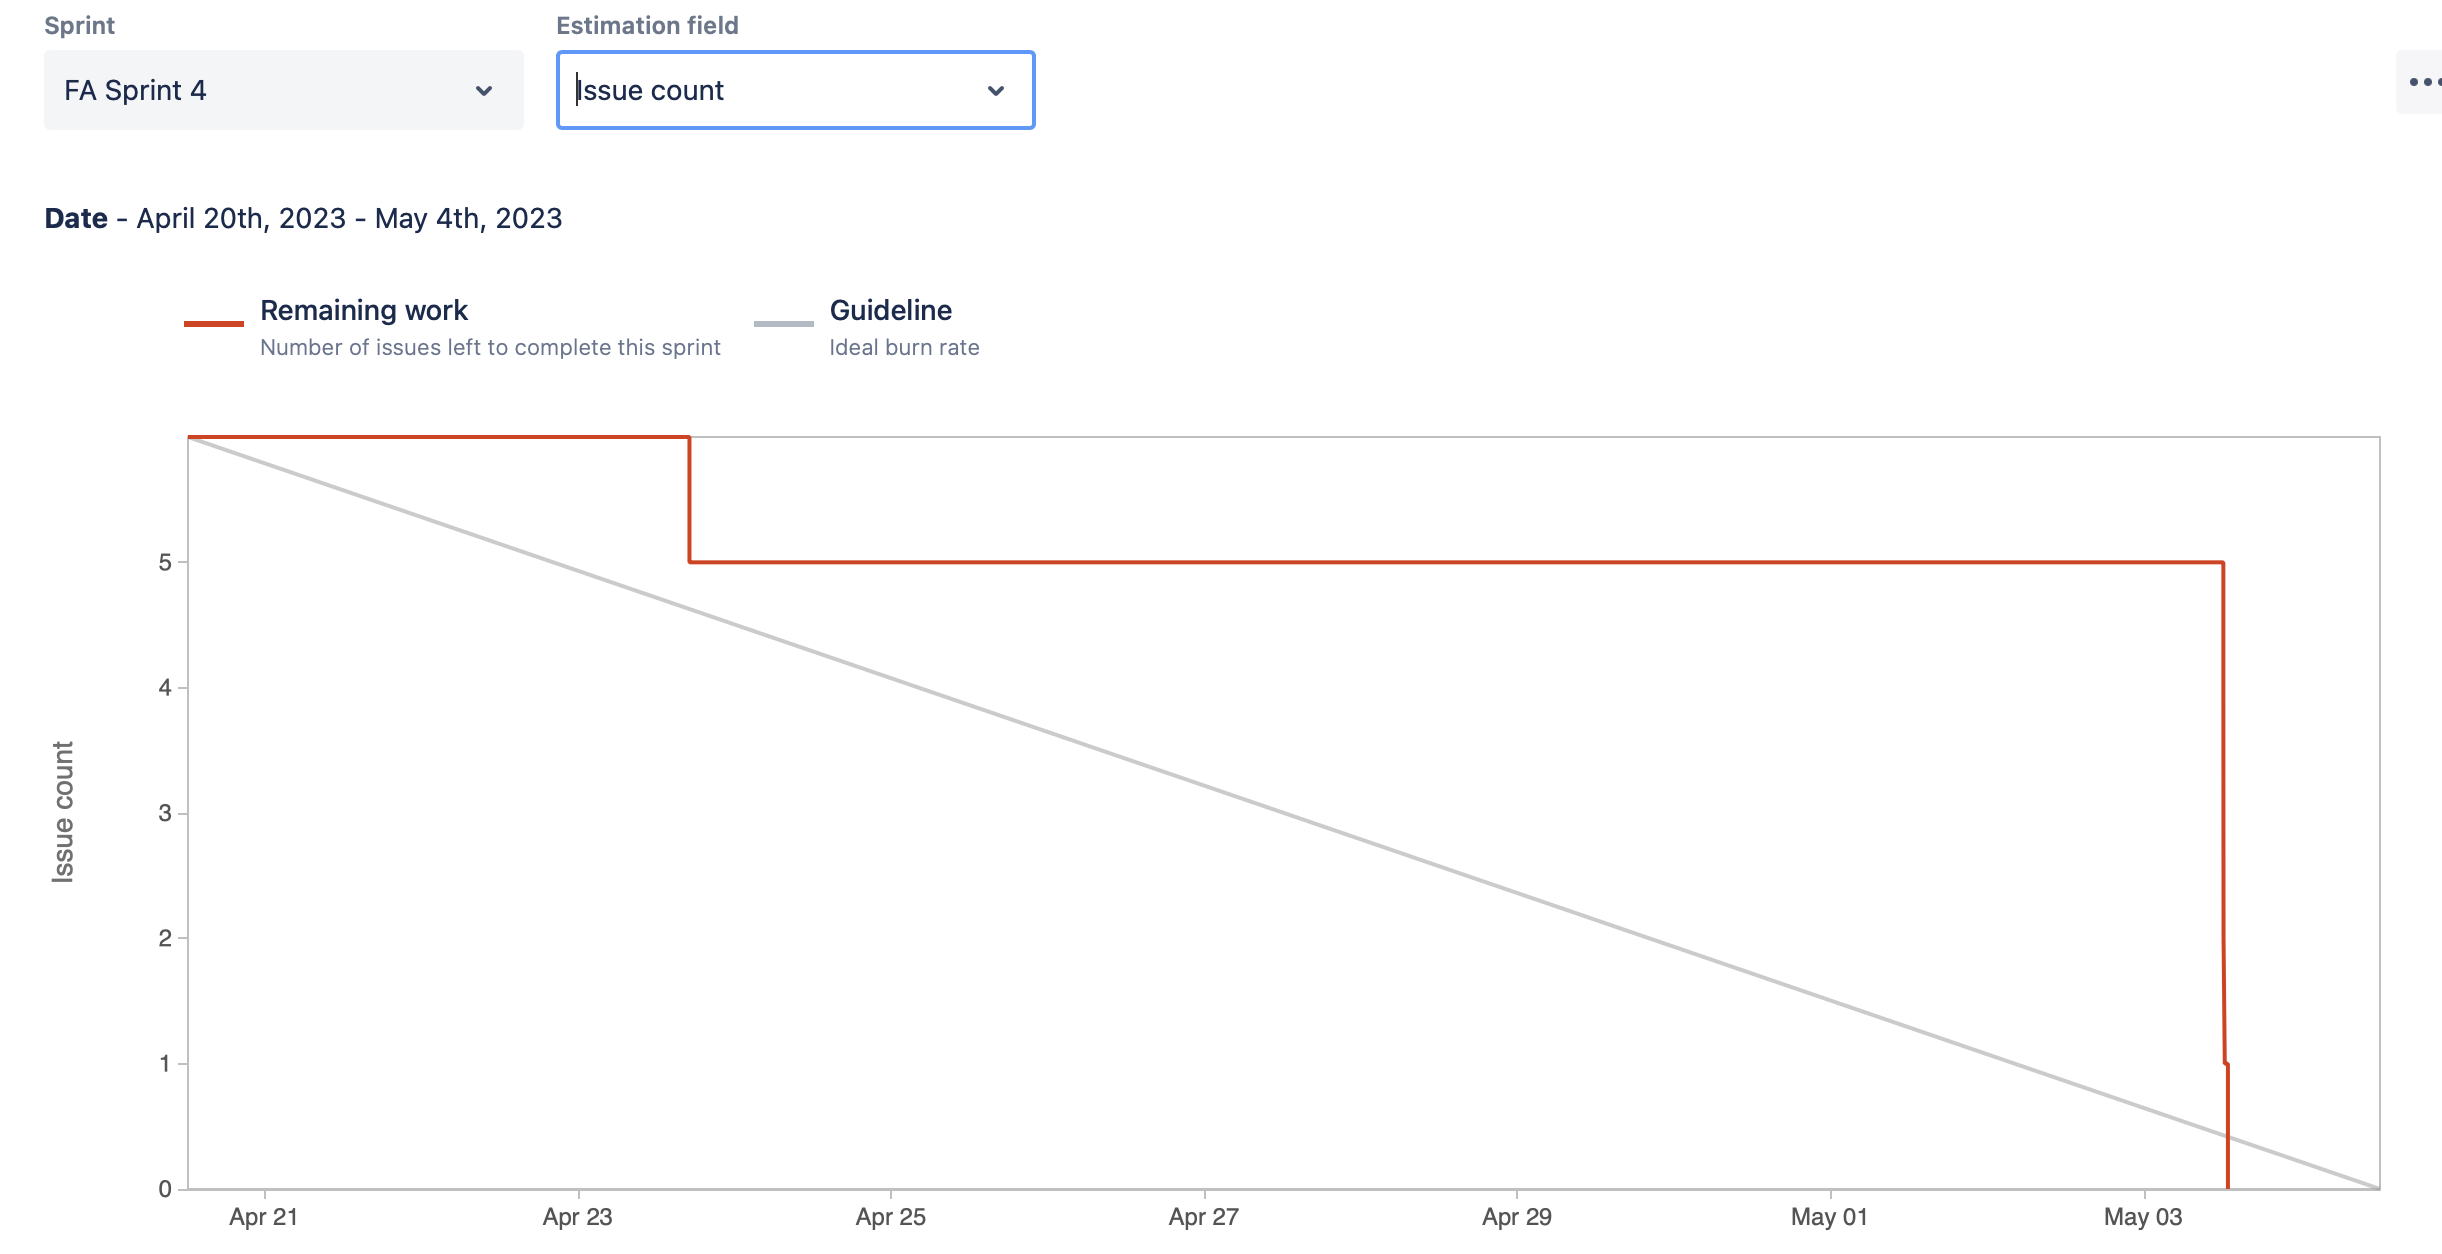 Sprint
Estimation field
FA Sprint 4
Issue count
Date - April 20th, 2023 - May 4th, 2023
Remaining work
Number of issues left to complete this sprint
Guideline
Ideal burn rate
Issue count
5
4
3
2
1
0
Apr 21
Apr 23
Apr 25
Apr 27
Apr 29
May 01
May 03